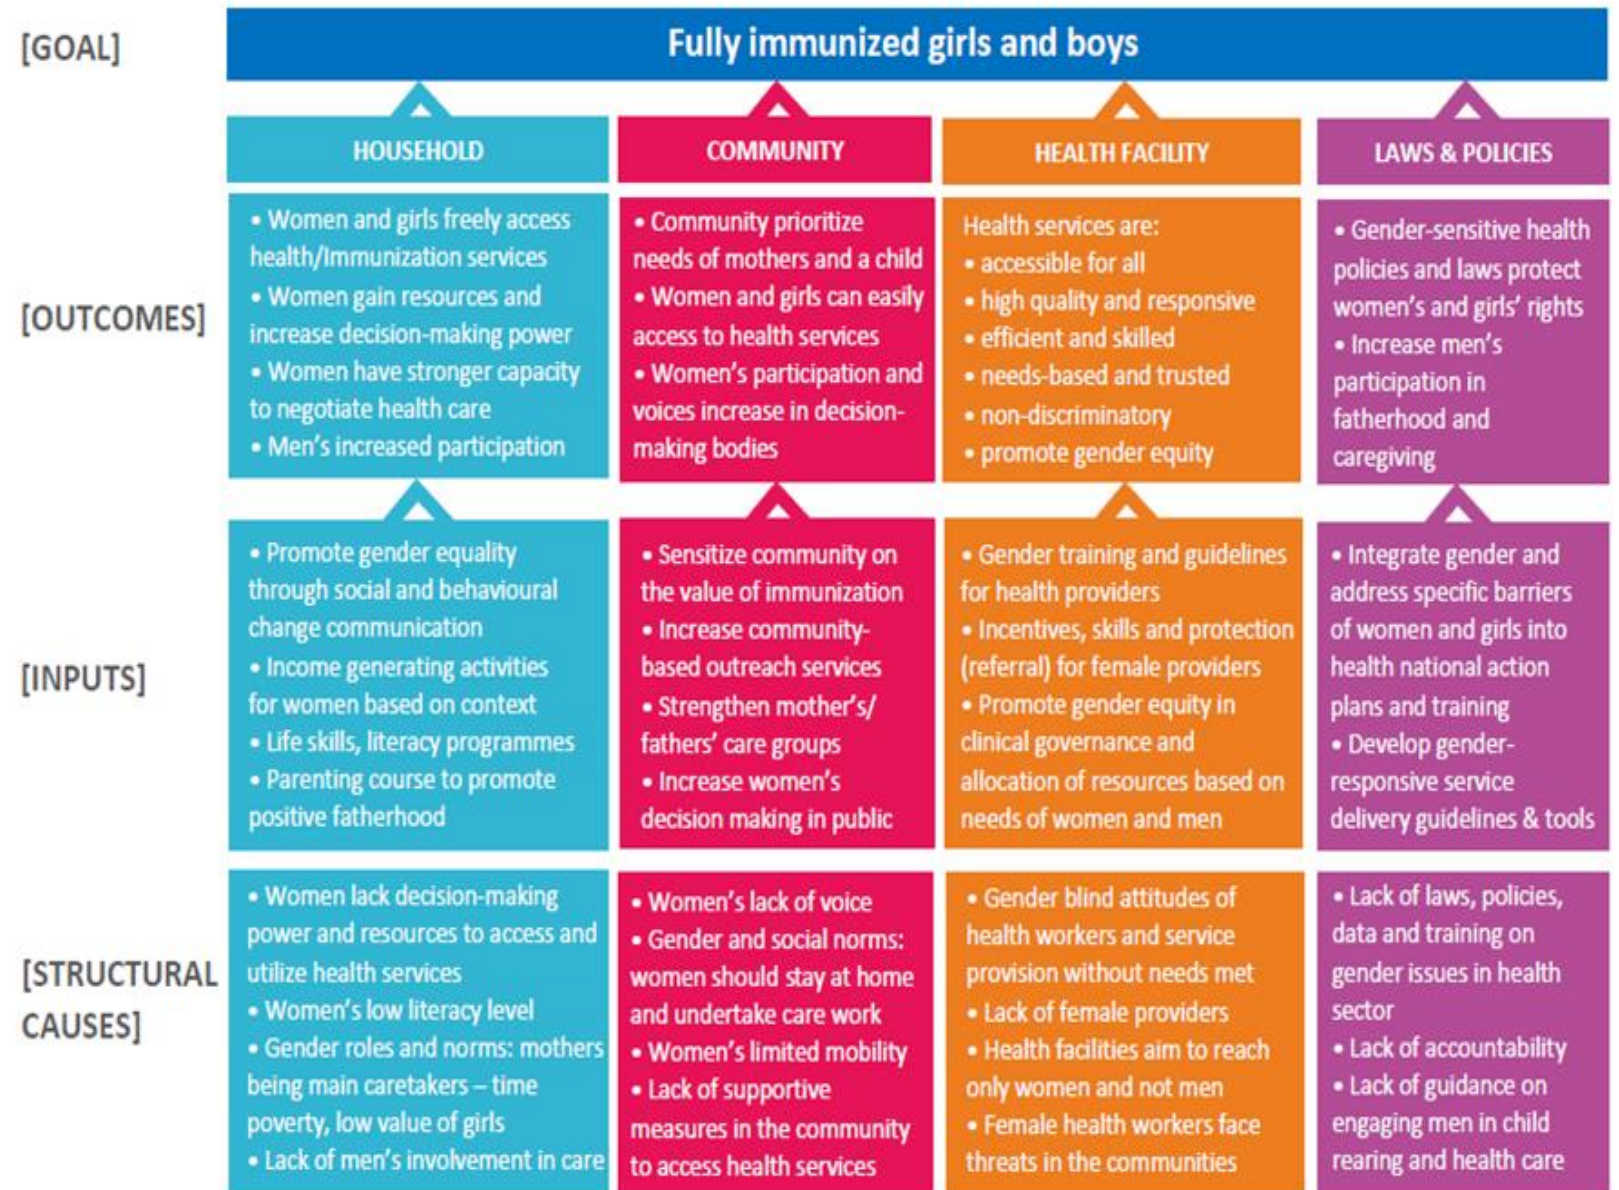 [GOAL]
Fully immunized girls and boys
HOUSEHOLD
COMMUNITY
HEALTH FACILITY
LAWS & POLICIES
[OUTCOMES]
• Women and girls freely access
health/Immunization services
• Women gain resources and
increase decision-making power
• Women have stronger capacity
to negotiate health care
• Men's increased participation
• Community prioritize
needs of mothers and a child
• Women and girls can easily
access to health services
• Women's participation and
voices increase in decision-
making bodies
Health services are:
• accessible for all
• high quality and responsive
• efficient and skilled
• needs-based and trusted
• non-discriminatory
• promote gender equity
• Gender-sensitive health
policies and laws protect
women's and girls' rights
• Increase men's
participation in
fatherhood and
caregiving
[INPUTS]
• Promote gender equality
through social and behavioural
change communication
• Income generating activities
for women based on context
• Life skills, literacy programmes
• Parenting course to promote
positive fatherhood
• Sensitize community on
the value of immunization
• Increase community-
based outreach services
• Strengthen mother's/
fathers' care groups
• Increase women's
decision making in public
• Gender training and guidelines
for health providers
• Incentives, skills and protection
(referral) for female providers
• Promote gender equity in
clinical governance and
allocation of resources based on
needs of women and men
• Integrate gender and
address specific barriers
of women and girls into
health national action
plans and training
• Develop gender-
responsive service
delivery guidelines & tools
[STRUCTURAL
CAUSES]
• Women lack decision-making
power and resources to access and
utilize health services
• Women's low literacy level
• Gender roles and norms: mothers
being main caretakers – time
poverty, low value of girls
• Lack of men's involvement in care
• Women's lack of voice
• Gender and social norms:
women should stay at home
and undertake care work
• Women's limited mobility
• Lack of supportive
measures in the community
to access health services
• Gender blind attitudes of
health workers and service
provision without needs met
• Lack of female providers
• Health facilities aim to reach
only women and not men
• Female health workers face
threats in the communities
• Lack of laws, policies,
data and training on
gender issues in health
sector
• Lack of accountability
• Lack of guidance on
engaging men in child
rearing and health care